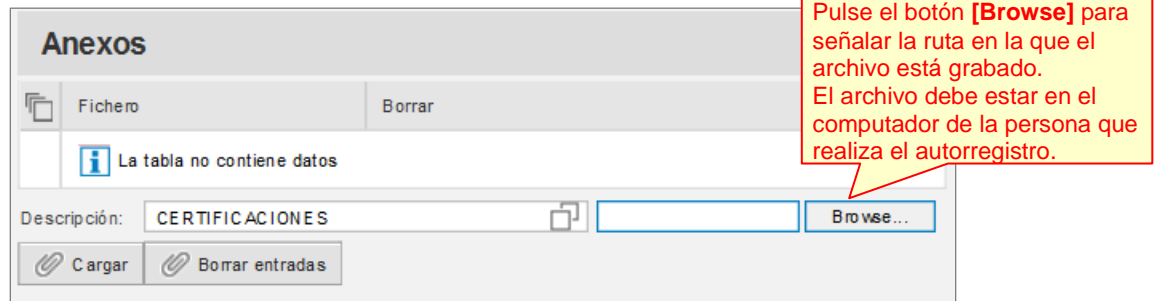 Pulse el botón [Browse] para
señalar la ruta en la que el
archivo está grabado.
El archivo debe estar en el
computador de la persona que
realiza el autorregistro.
Anexos
Fichero Borrar
La tabla no contiene datos
Descripción: CERTIFICACIONES Browse...
Cargar Borrar entradas